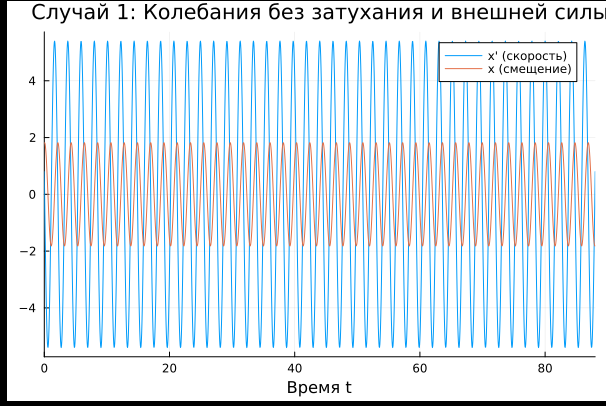 Случай 1: Колебания без затухания и внешней силы
x' (скорость)
x (смещение)
4
2
0
−2
−4
0 20 40 60 80
Время t